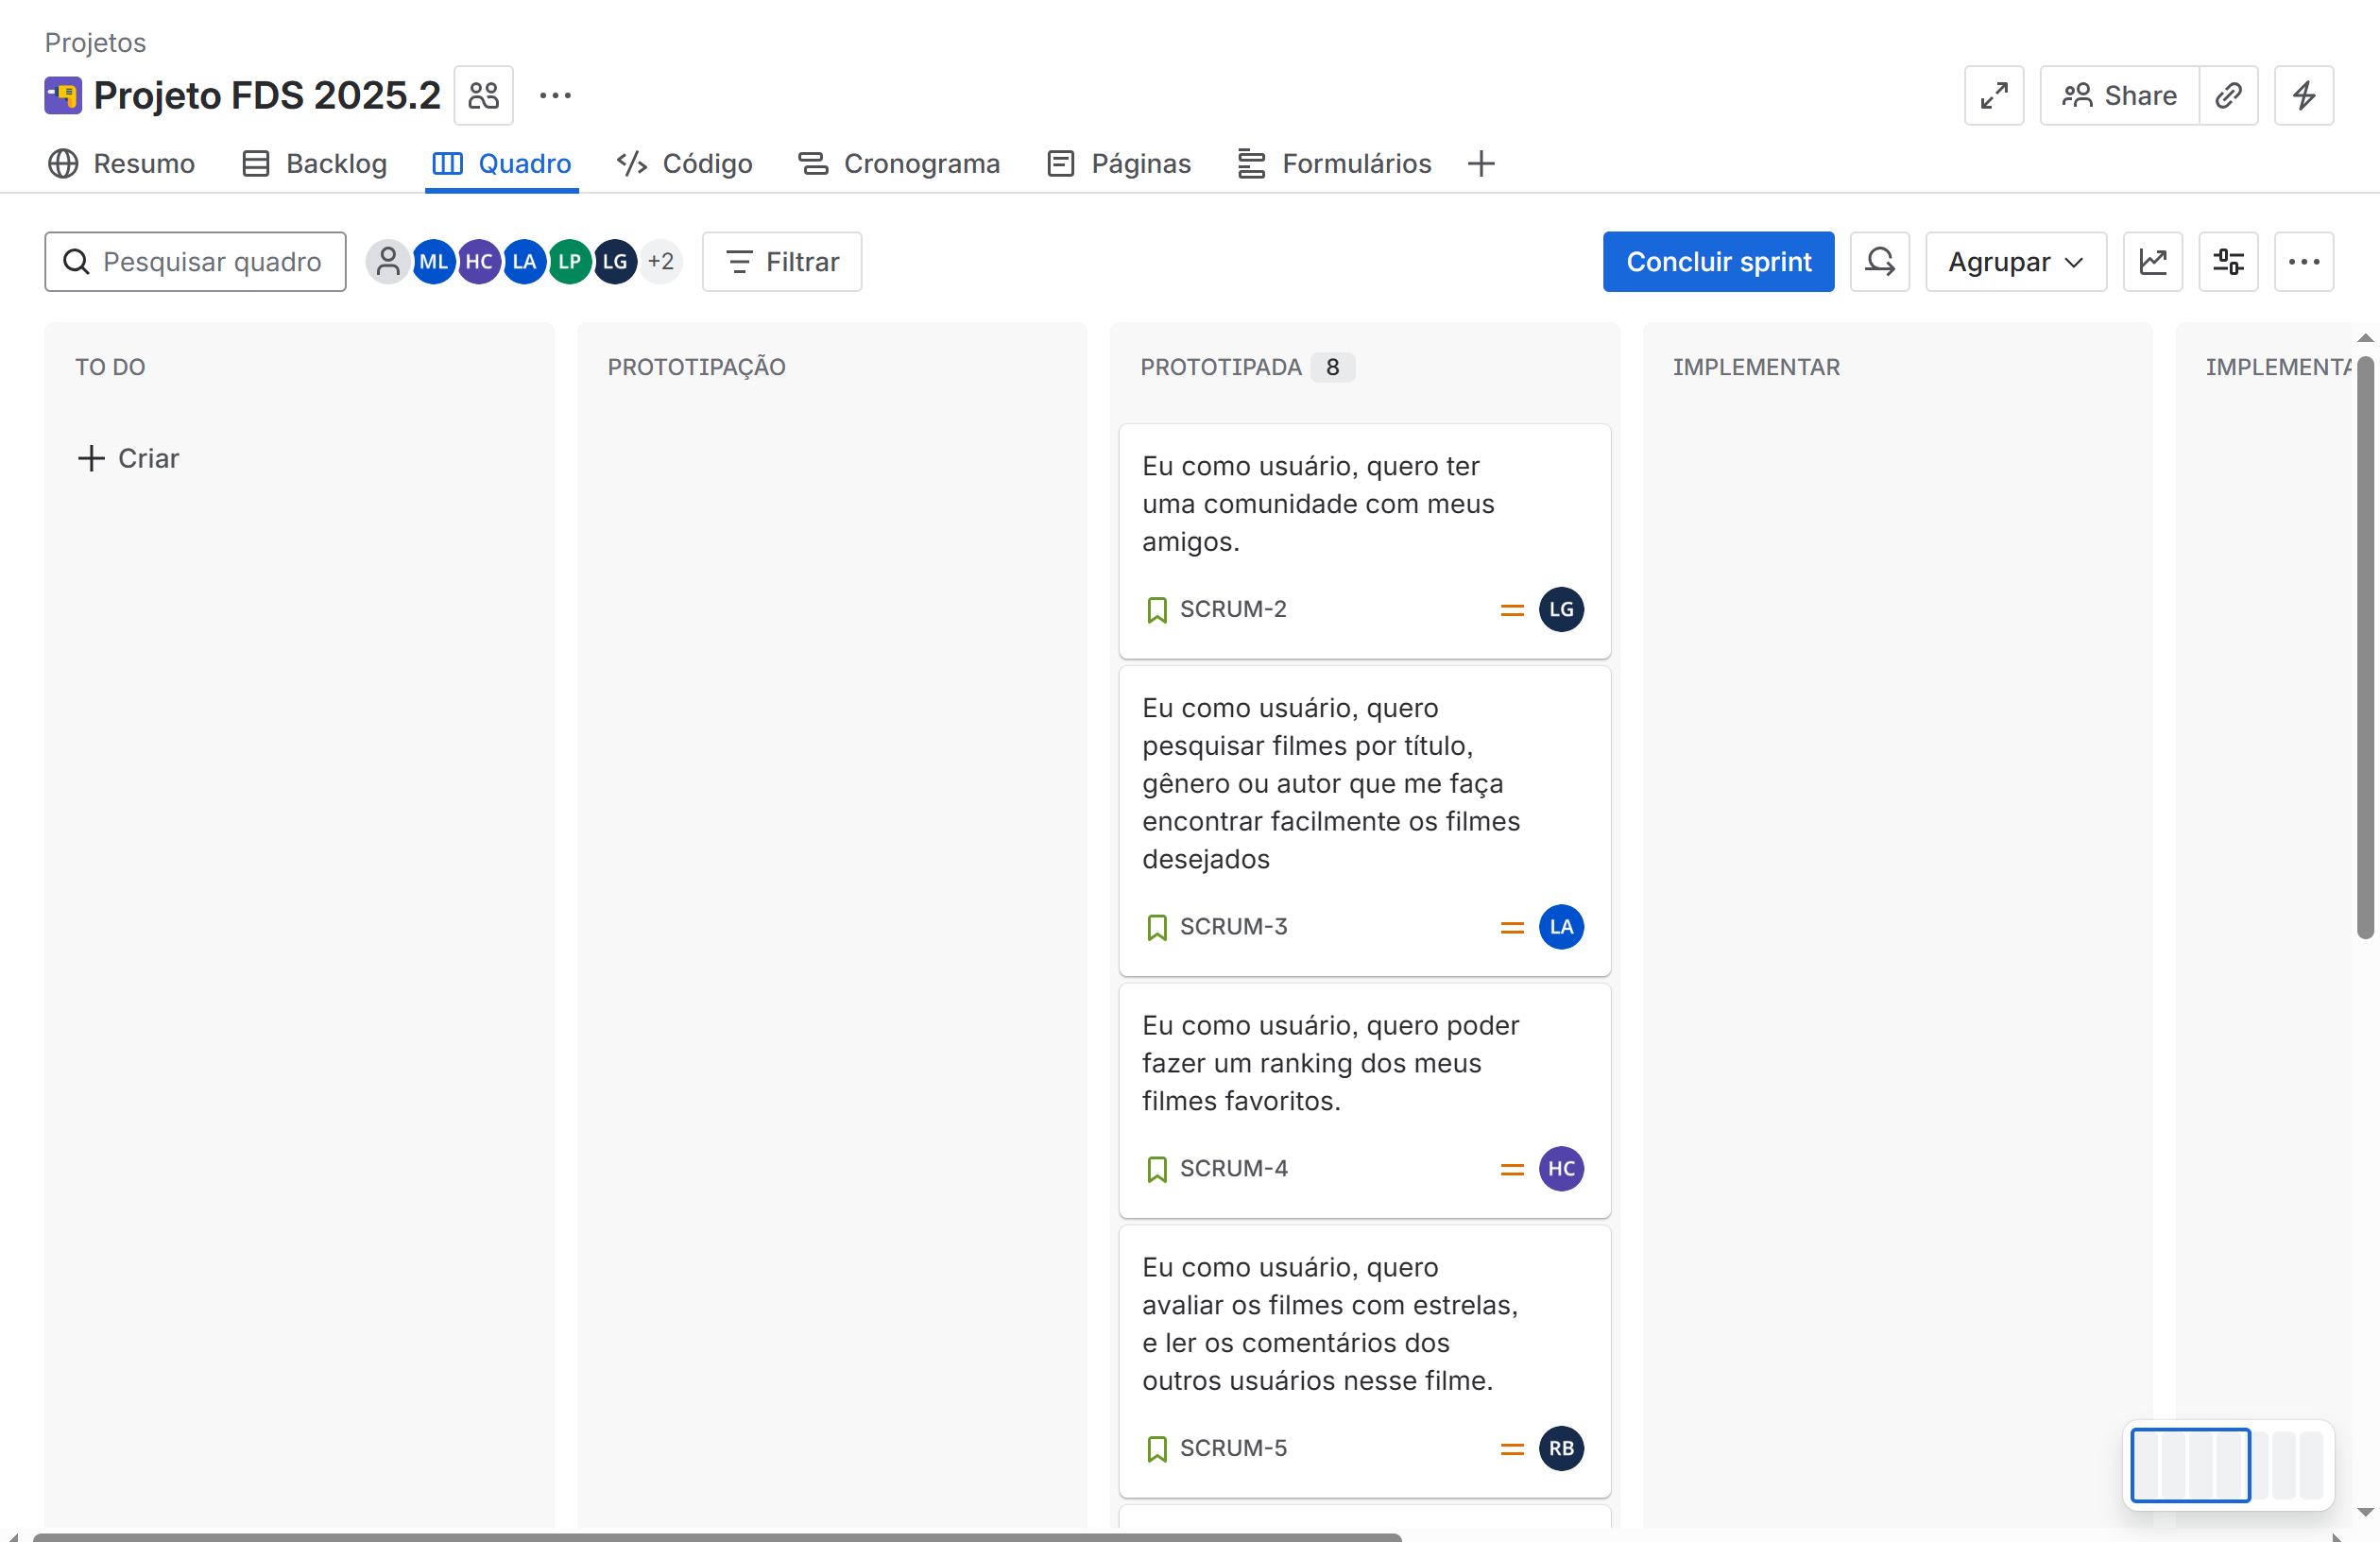 Projetos
Projeto FDS 2025.2
Share
Resumo
Backlog
Quadro
Código
Cronograma
Páginas
Formulários
Pesquisar quadro
ML
HC
LA
LP
LG
+2
Filtrar
Concluir sprint
Agrupar
TO DO
PROTOTIPAÇÃO
PROTOTIPADA 8
IMPLEMENTAR
IMPLEMENTA
Criar
Eu como usuário, quero ter
uma comunidade com meus
amigos.
SCRUM-2
LG
Eu como usuário, quero
pesquisar filmes por título,
gênero ou autor que me faça
encontrar facilmente os filmes
desejados
SCRUM-3
LA
Eu como usuário, quero poder
fazer um ranking dos meus
filmes favoritos.
SCRUM-4
HC
Eu como usuário, quero
avaliar os filmes com estrelas,
e ler os comentários dos
outros usuários nesse filme.
SCRUM-5
RB